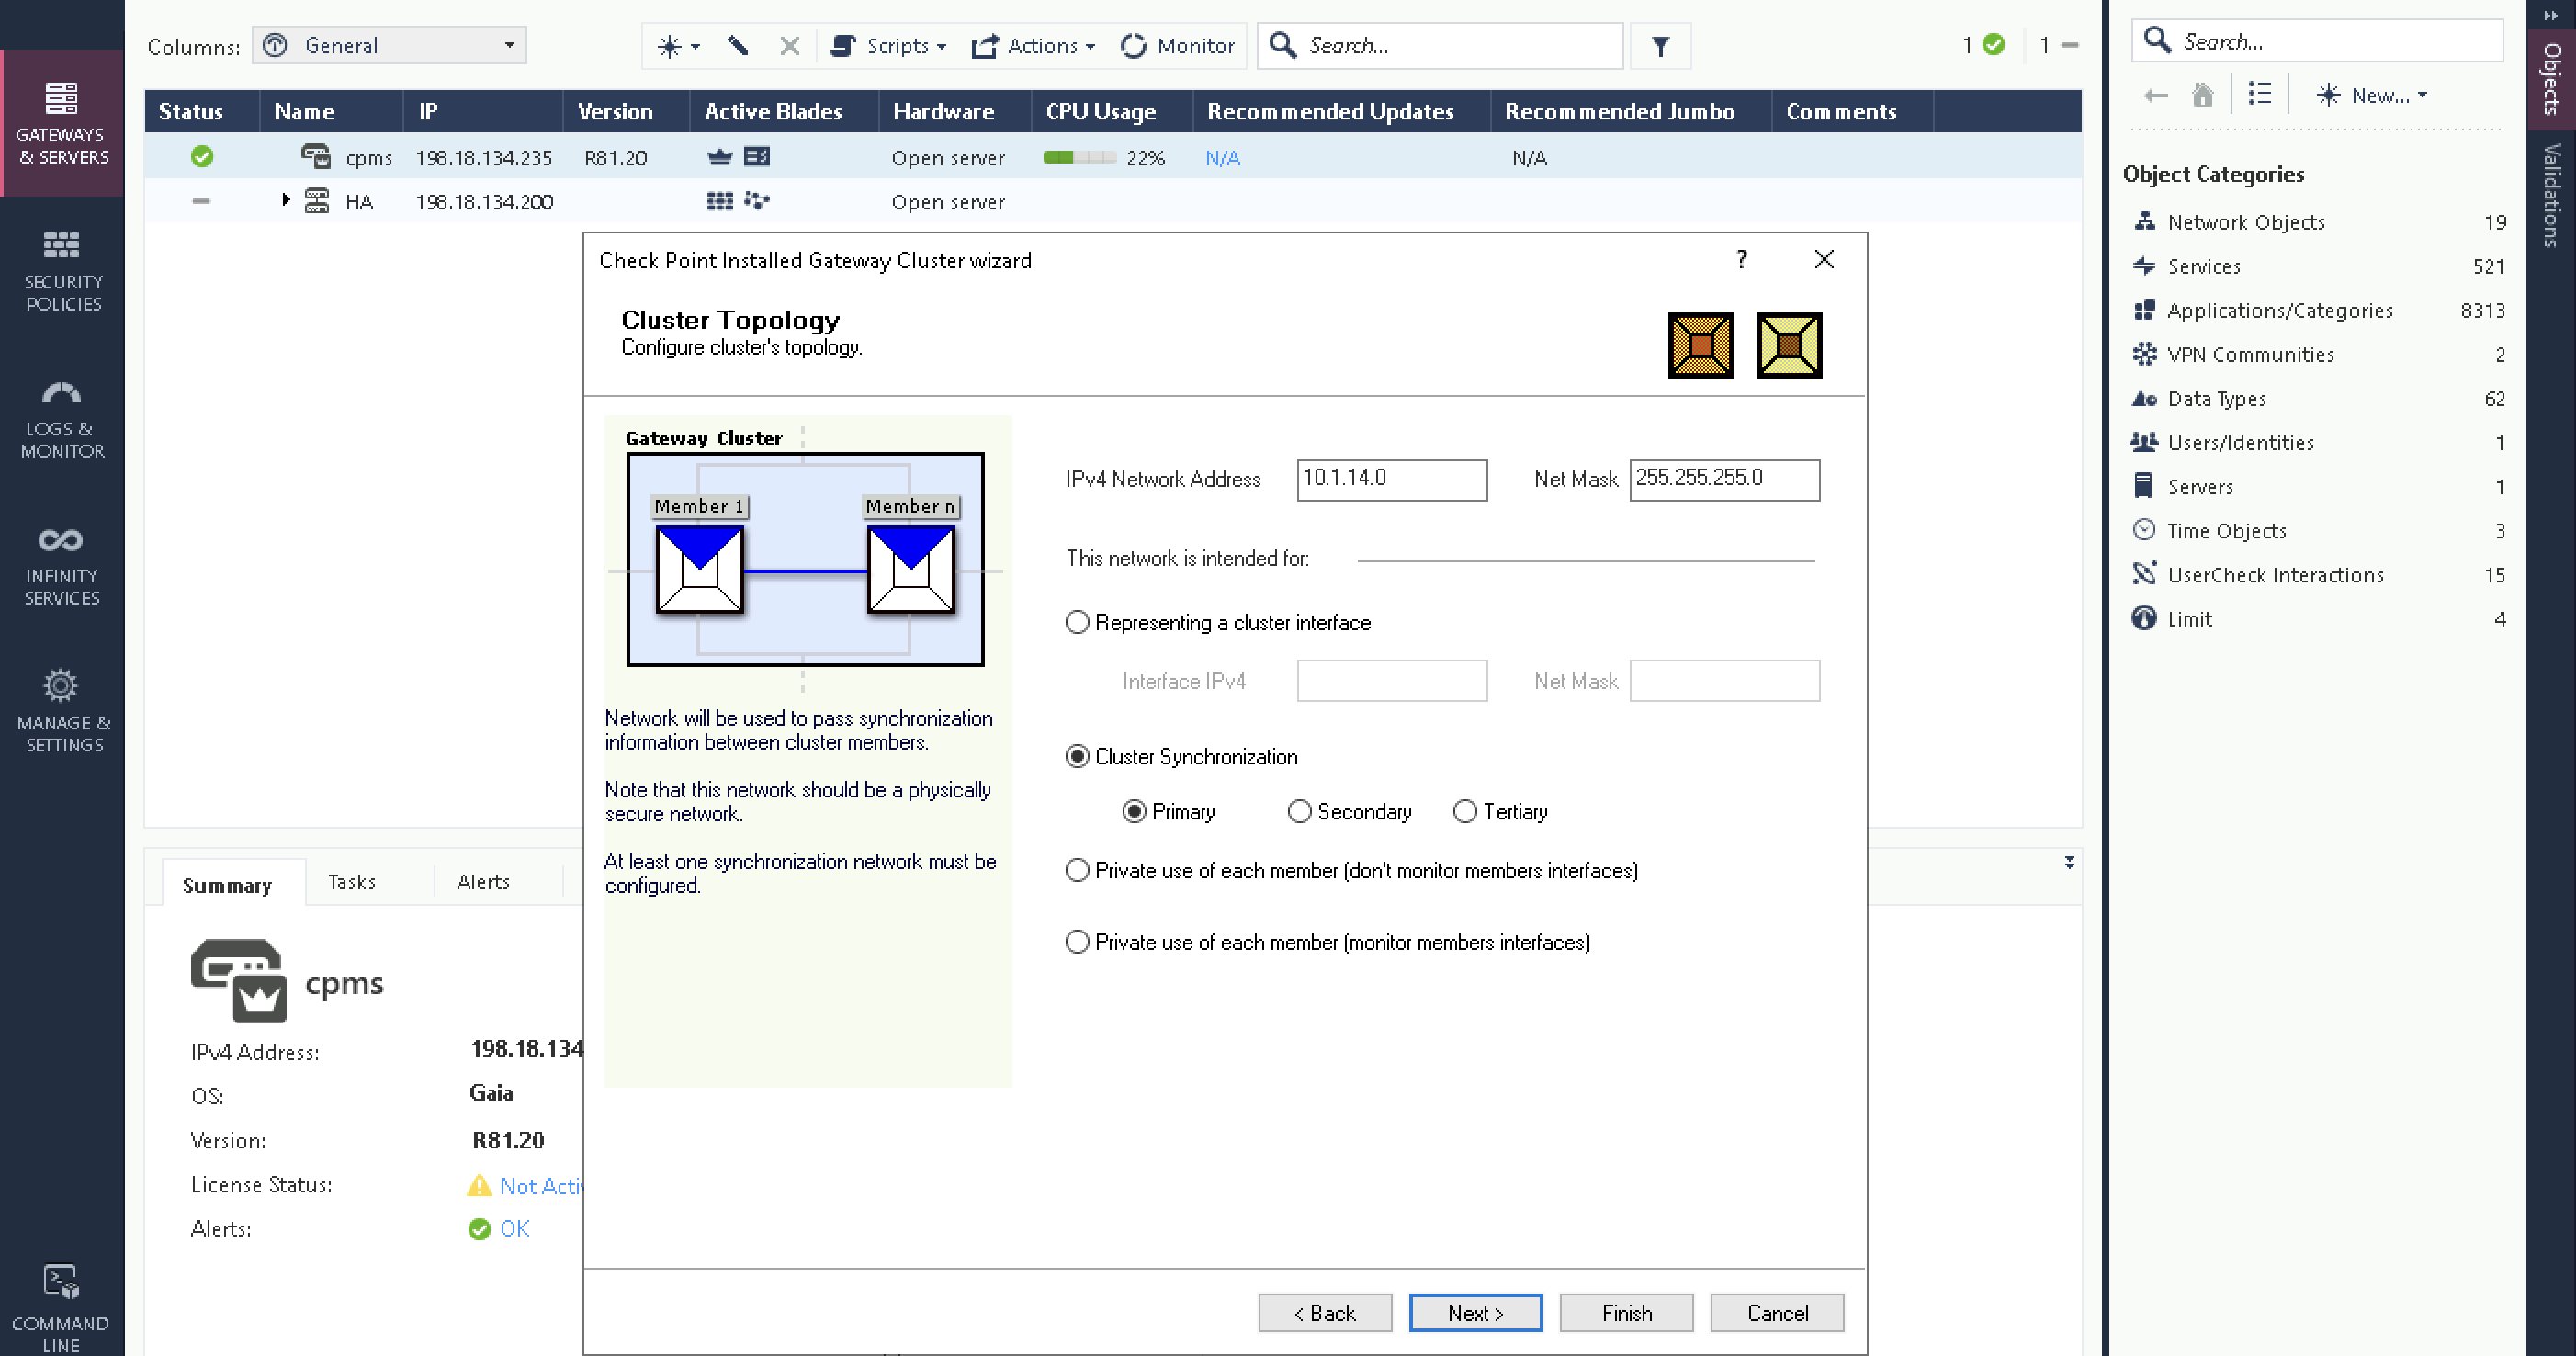 Columns: General
Scripts Actions Monitor Search... 1 1
Status Name IP Version Active Blades Hardware CPU Usage Recommended Updates Recommended Jumbo Comments
cpms 198.18.134.235 R81.20 Open server 22% N/A N/A
HA 198.18.134.200 Open server
GATEWAYS
& SERVERS
SECURITY
POLICIES
LOGS &
MONITOR
INFINITY
SERVICES
MANAGE &
SETTINGS
COMMAND
LINE
Check Point Installed Gateway Cluster wizard ?
Cluster Topology
Configure cluster's topology.
Gateway Cluster
Member 1 Member n
Network will be used to pass synchronization
information between cluster members.
Note that this network should be a physically
secure network.
At least one synchronization network must be
configured.
IPv4 Network Address 10.1.14.0 Net Mask 255.255.255.0
This network is intended for:
Representing a cluster interface
Interface IPv4 Net Mask
Cluster Synchronization
Primary Secondary Tertiary
Private use of each member (don't monitor members interfaces)
Private use of each member (monitor members interfaces)
< Back Next > Finish Cancel
Summary Tasks Alerts
cpms
IPv4 Address: 198.18.134
OS: Gaia
Version: R81.20
License Status: Not Acti
Alerts: OK
Search...
New...
Object Categories
Network Objects 19
Services 521
Applications/Categories 8313
VPN Communities 2
Data Types 62
Users/Identities 1
Servers 1
Time Objects 3
UserCheck Interactions 15
Limit 4
Objects
Validations